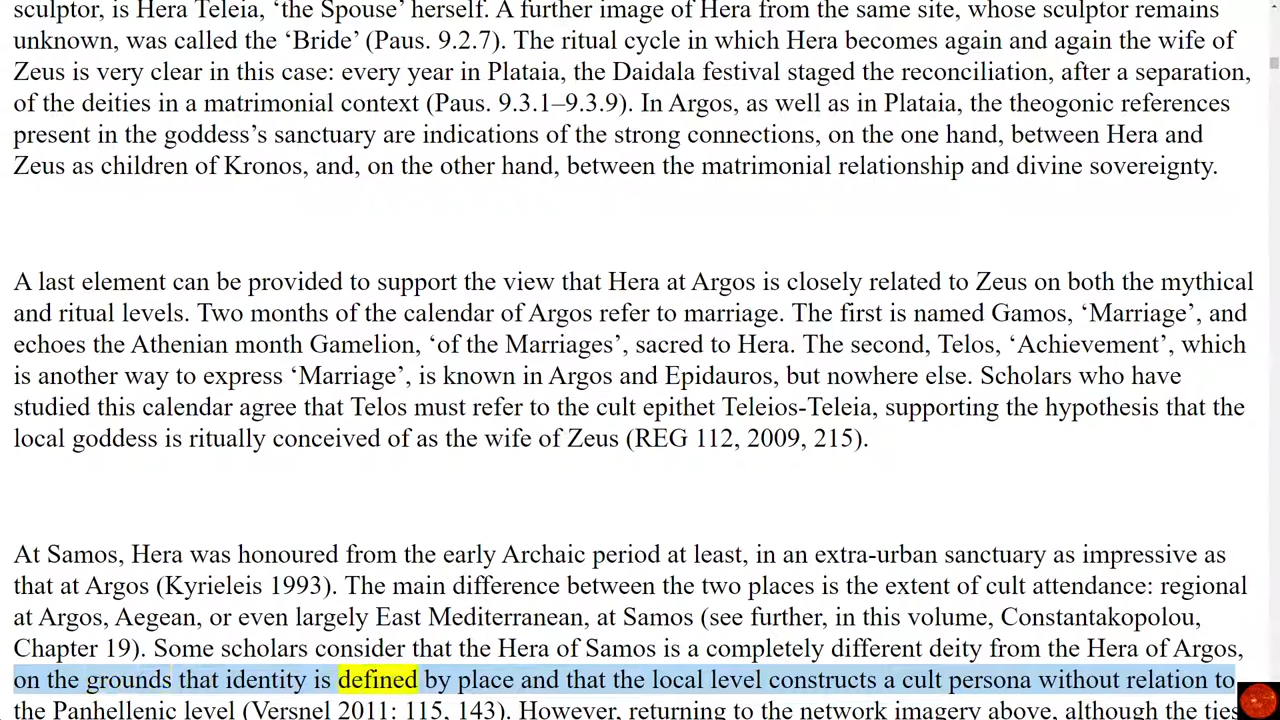 sculptor, is Hera Teleia, ‘the Spouse’ herself. A further image of Hera from the same site, whose sculptor remains
unknown, was called the ‘Bride’ (Paus. 9.2.7). The ritual cycle in which Hera becomes again and again the wife of
Zeus is very clear in this case: every year in Plataia, the Daidala festival staged the reconciliation, after a separation,
of the deities in a matrimonial context (Paus. 9.3.1–9.3.9). In Argos, as well as in Plataia, the theogonic references
present in the goddess’s sanctuary are indications of the strong connections, on the one hand, between Hera and
Zeus as children of Kronos, and, on the other hand, between the matrimonial relationship and divine sovereignty.
A last element can be provided to support the view that Hera at Argos is closely related to Zeus on both the mythical
and ritual levels. Two months of the calendar of Argos refer to marriage. The first is named Gamos, ‘Marriage’, and
echoes the Athenian month Gamelion, ‘of the Marriages’, sacred to Hera. The second, Telos, ‘Achievement’, which
is another way to express ‘Marriage’, is known in Argos and Epidauros, but nowhere else. Scholars who have
studied this calendar agree that Telos must refer to the cult epithet Teleios-Teleia, supporting the hypothesis that the
local goddess is ritually conceived of as the wife of Zeus (REG 112, 2009, 215).
At Samos, Hera was honoured from the early Archaic period at least, in an extra-urban sanctuary as impressive as
that at Argos (Kyrieleis 1993). The main difference between the two places is the extent of cult attendance: regional
at Argos, Aegean, or even largely East Mediterranean, at Samos (see further, in this volume, Constantakopolou,
Chapter 19). Some scholars consider that the Hera of Samos is a completely different deity from the Hera of Argos,
on the grounds that identity is defined by place and that the local level constructs a cult persona without relation to
the Panhellenic level (Versnel 2011: 115, 143). However, returning to the network imagery above, although the ties